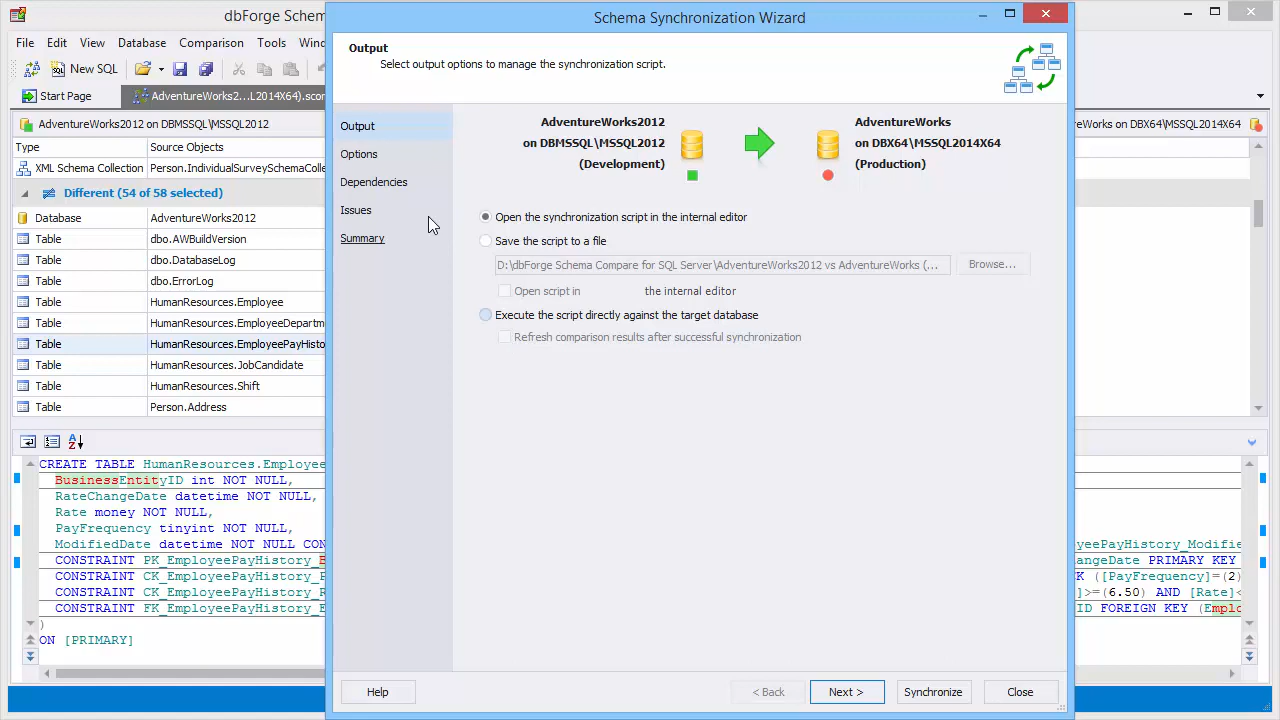 dbForge Schem
Schema Synchronization Wizard
File Edit View Database Comparison Tools Win
New SQL
Start Page
AdventureWorks2...L2014X64).sco
AdventureWorks2012 on DBMSSQL\MSSQL2012
Type Source Objects
XML Schema Collection Person.IndividualSurveySchemaColle
Different (54 of 58 selected)
Database AdventureWorks2012
Table dbo.AWBuildVersion
Table dbo.DatabaseLog
Table dbo.ErrorLog
Table HumanResources.Employee
Table HumanResources.EmployeeDepartm
Table HumanResources.EmployeePayHisto
Table HumanResources.JobCandidate
Table HumanResources.Shift
Table Person.Address
CREATE TABLE HumanResources.Employee
BusinessEntityID int NOT NULL,
RateChangeDate datetime NOT NULL,
Rate money NOT NULL,
PayFrequency tinyint NOT NULL,
ModifiedDate datetime NOT NULL CON
CONSTRAINT PK_EmployeePayHistory_B
CONSTRAINT CK_EmployeePayHistory_P
CONSTRAINT CK_EmployeePayHistory_R
CONSTRAINT FK_EmployeePayHistory_E
)
ON [PRIMARY]
Output
Select output options to manage the synchronization script.
Output
Options
Dependencies
Issues
Summary
AdventureWorks2012
on DBMSSQL\MSSQL2012
(Development)
AdventureWorks
on DBX64\MSSQL2014X64
(Production)
Open the synchronization script in the internal editor
Save the script to a file
D:\dbForge Schema Compare for SQL Server\AdventureWorks2012 vs AdventureWorks (...
Browse...
Open script in the internal editor
Execute the script directly against the target database
Refresh comparison results after successful synchronization
Help
< Back
Next >
Synchronize
Close
eWorks on DBX64\MSSQL2014X64
eePayHistory_Modifie
angeDate PRIMARY KEY
K ([PayFrequency]=(2)
]>=(6.50) AND [Rate]<
ID FOREIGN KEY (Emplo